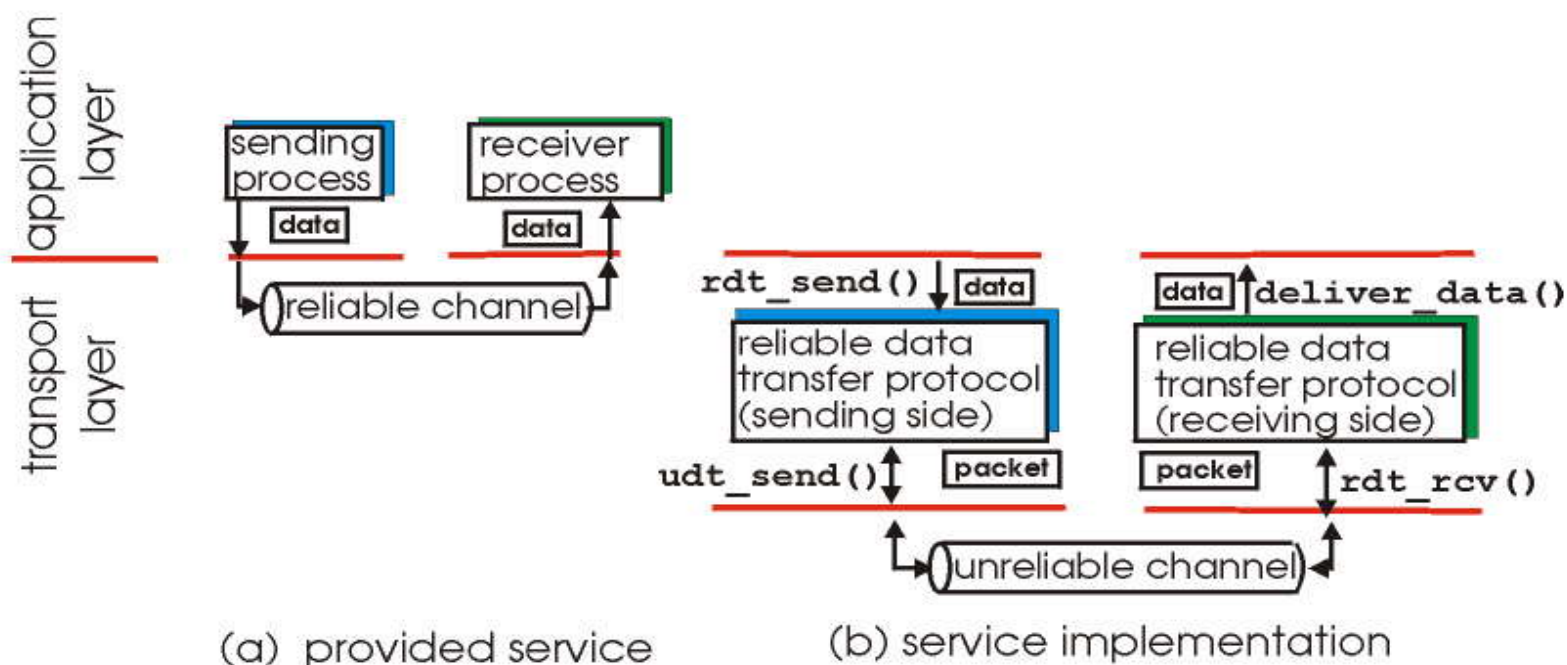 application
layer
transport
layer
sending
process
receiver
process
data
data
reliable channel
rdt_send()
data
data
deliver_data()
reliable data
transfer protocol
(sending side)
reliable data
transfer protocol
(receiving side)
udt_send()
packet
packet
rdt_rcv()
unreliable channel
(a) provided service
(b) service implementation